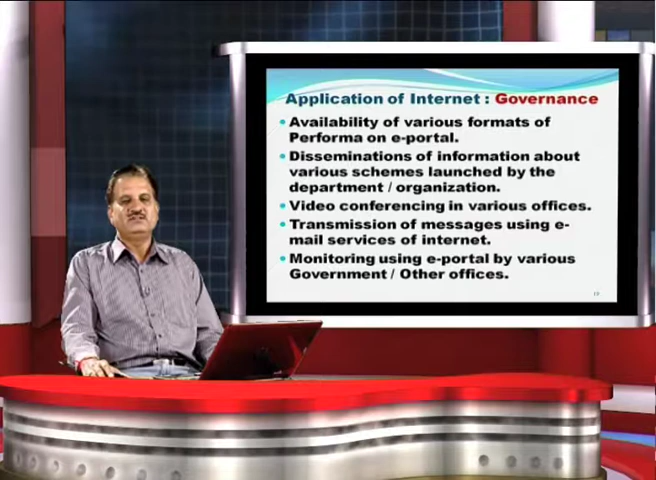 Application of Internet : Governance
Availability of various formats of
Performa on e-portal.
Disseminations of information about
various schemes launched by the
department / organization.
Video conferencing in various offices.
Transmission of messages using e-
mail services of internet.
Monitoring using e-portal by various
Government / Other offices.